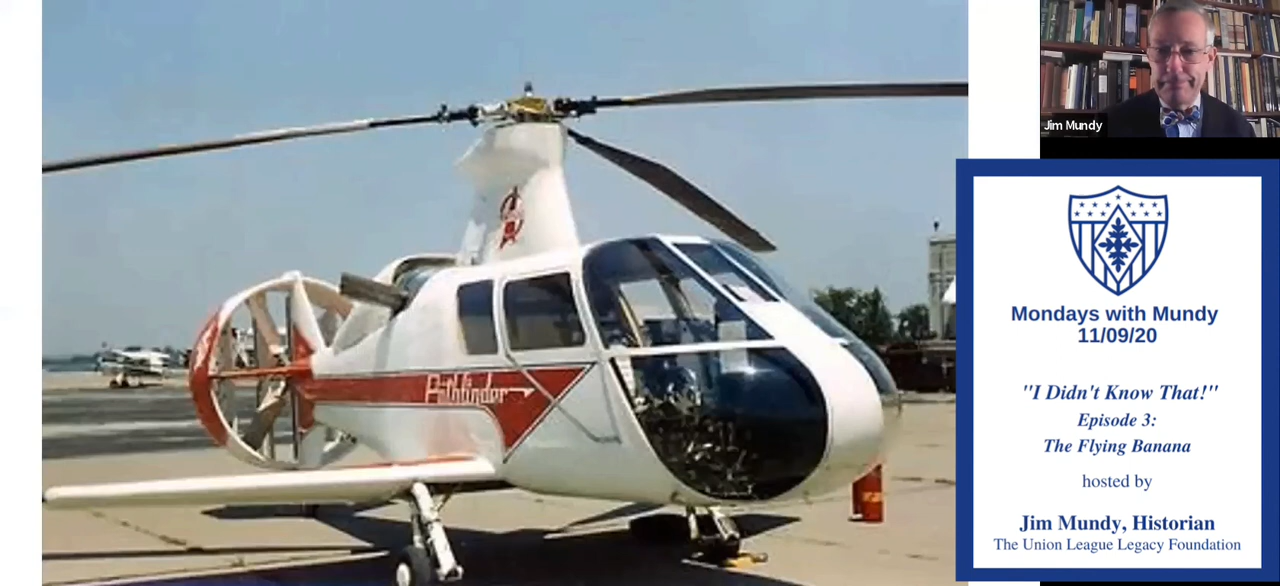 Pathfinder
Jim Mundy
Mondays with Mundy
11/09/20
"I Didn't Know That!"
Episode 3:
The Flying Banana
hosted by
Jim Mundy, Historian
The Union League Legacy Foundation